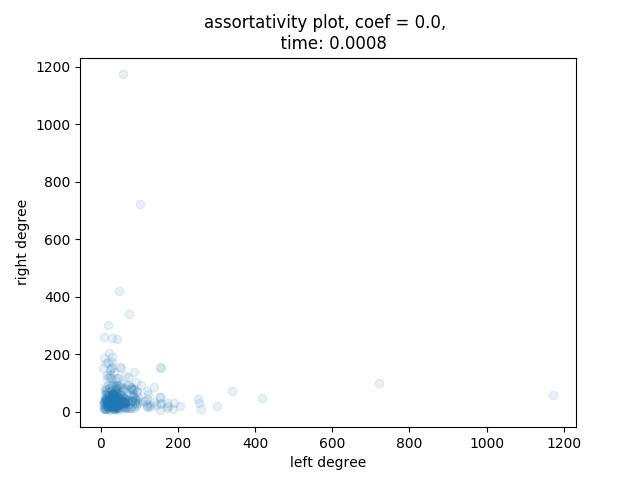 assortativity plot, coef = 0.0,
time: 0.0008
1200
1000
800
600
400
200
0
right degree
0 200 400 600 800 1000 1200
left degree